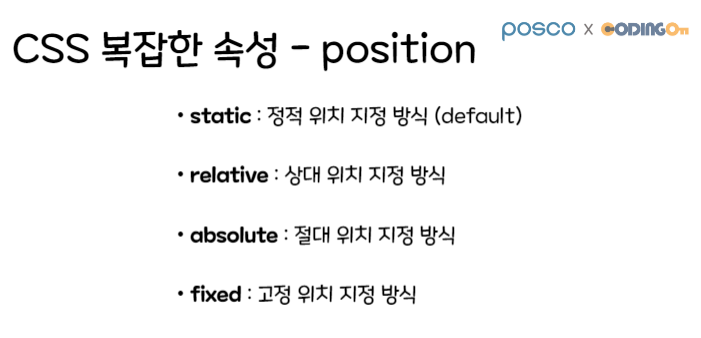 posco x CODINGOn
CSS 복잡한 속성 - position
• static : 정적 위치 지정 방식 (default)
• relative : 상대 위치 지정 방식
• absolute : 절대 위치 지정 방식
• fixed : 고정 위치 지정 방식